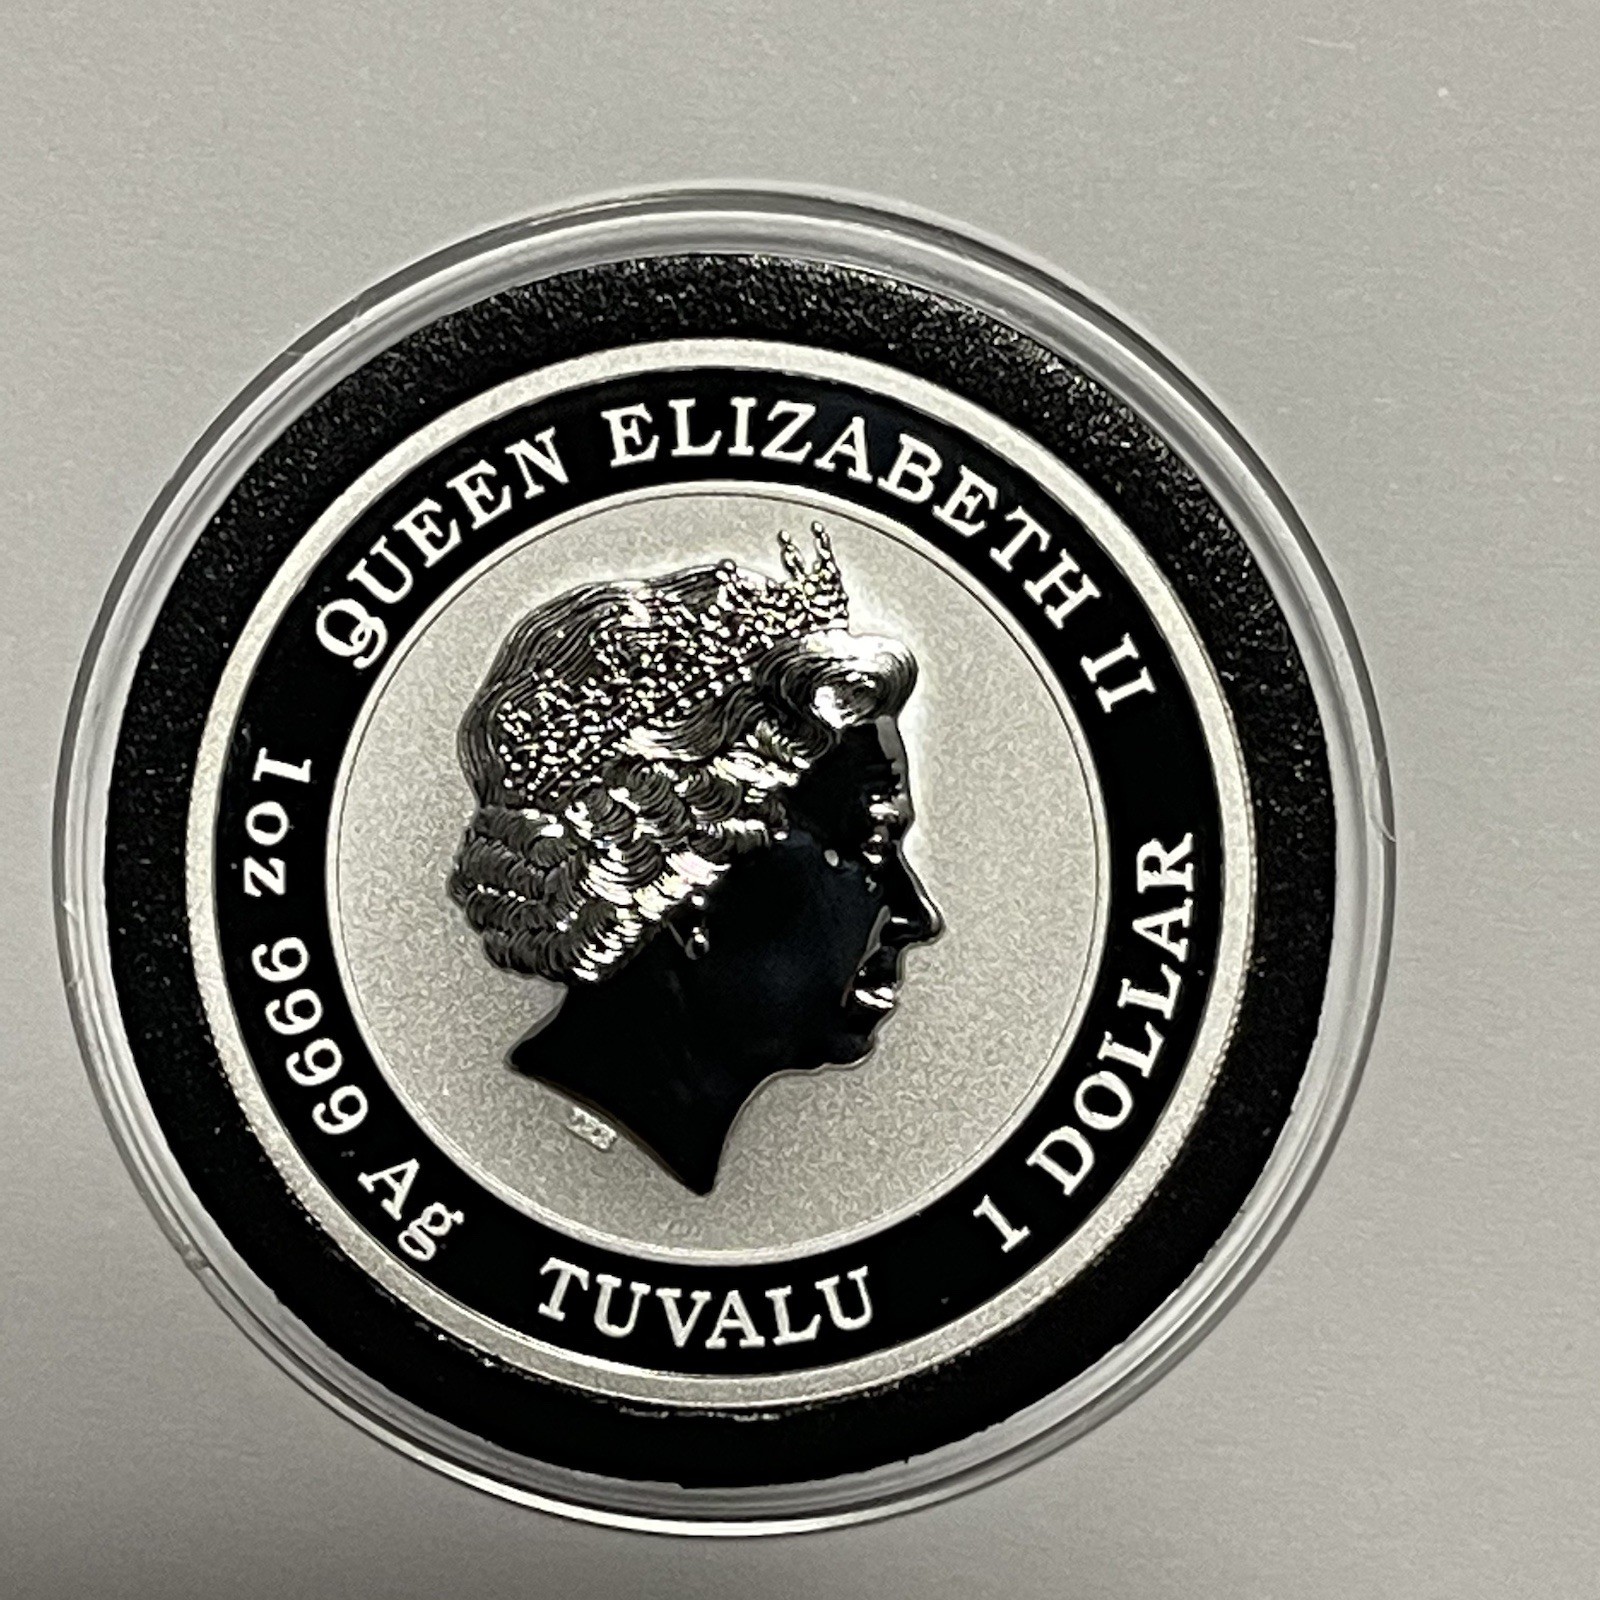 QUEEN ELIZABETH II
1 DOLLAR
TUVALU
1oz 9999 Ag